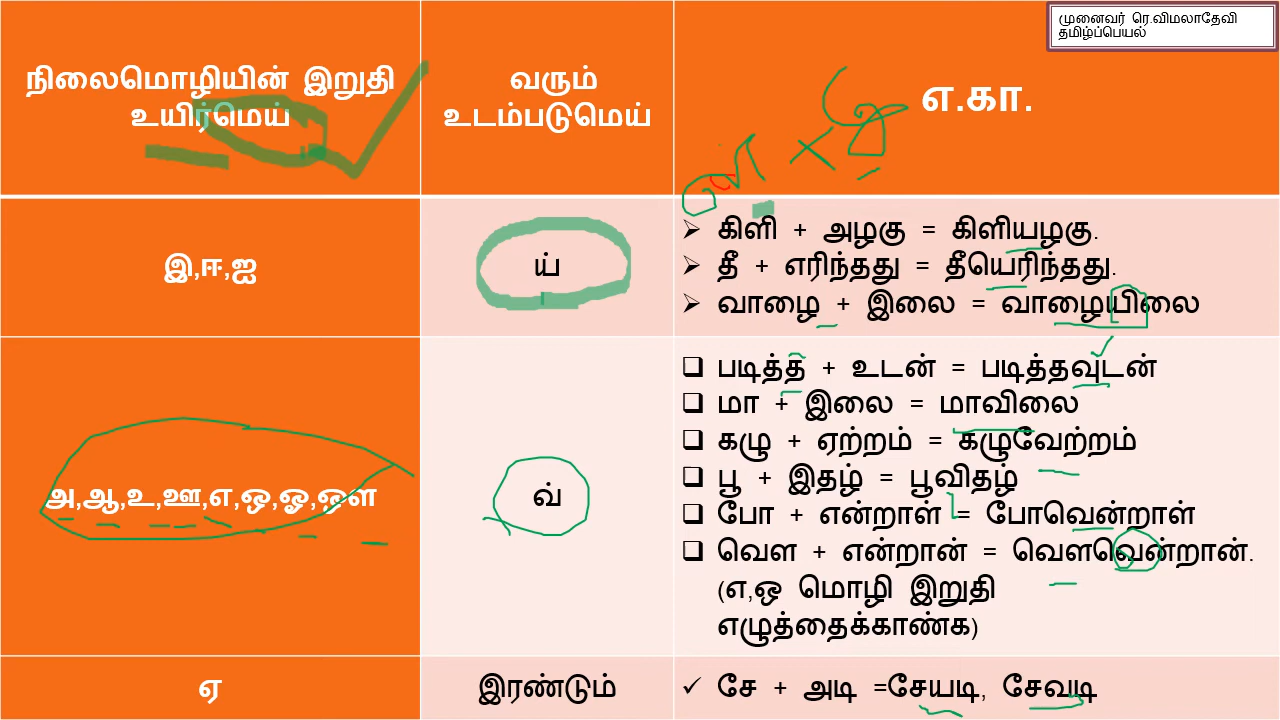 முனைவர் ரெ.விமலாதேவி
தமிழ்ப்பெயல்
நிலைமொழியின் இறுதி
உயிர்மெய்
வரும்
உடம்படுமெய்
எ.கா.
இ,ஈ,ஐ
ய்
கிளி + அழகு = கிளியழகு.
தீ + எரிந்தது = தீயெரிந்தது.
வாழை + இலை = வாழையிலை
அ,ஆ,உ,ஊ,எ,ஒ,ஓ,ஔ
வ்
படித்த + உடன் = படித்தவுடன்
மா + இலை = மாவிலை
கழு + ஏற்றம் = கழுவேற்றம்
பூ + இதழ் = பூவிதழ்
போ + என்றாள் = போவென்றாள்
வௌ + என்றான் = வௌவென்றான்.
(எ,ஒ மொழி இறுதி
எழுத்தைக்காண்க)
ஏ
இரண்டும்
சே + அடி =சேயடி, சேவடி